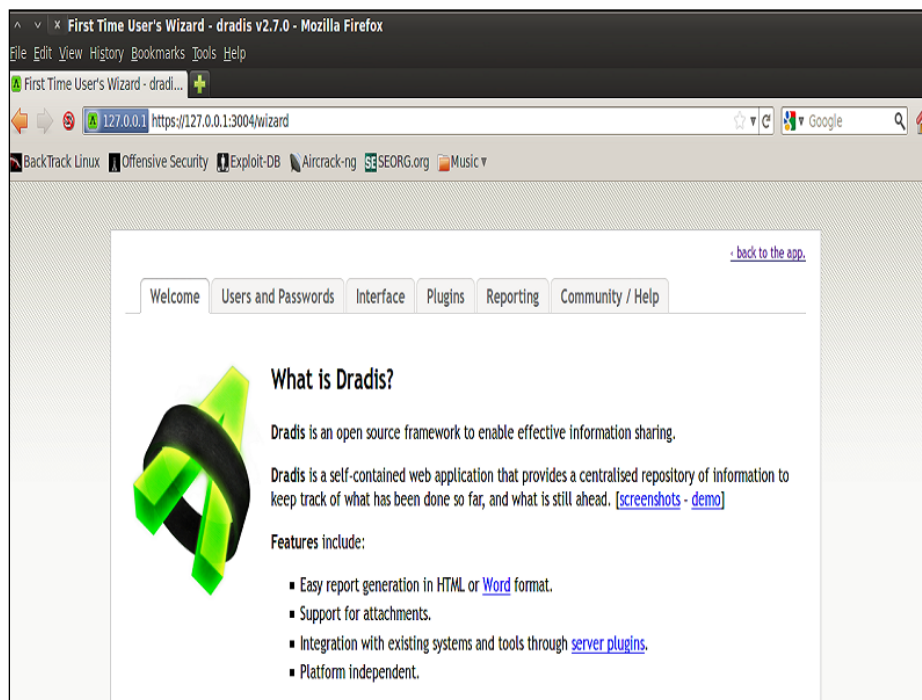 First Time User's Wizard - dradis v2.7.0 - Mozilla Firefox
File Edit View History Bookmarks Tools Help
First Time User's Wizard - dradi...
127.0.0.1 https://127.0.0.1:3004/wizard Google
BackTrack Linux Offensive Security Exploit-DB Aircrack-ng SE SEORG.org Music
‹ back to the app.
Welcome Users and Passwords Interface Plugins Reporting Community / Help
What is Dradis?
Dradis is an open source framework to enable effective information sharing.
Dradis is a self-contained web application that provides a centralised repository of information to
keep track of what has been done so far, and what is still ahead. [screenshots - demo]
Features include:
▪ Easy report generation in HTML or Word format.
▪ Support for attachments.
▪ Integration with existing systems and tools through server plugins.
▪ Platform independent.